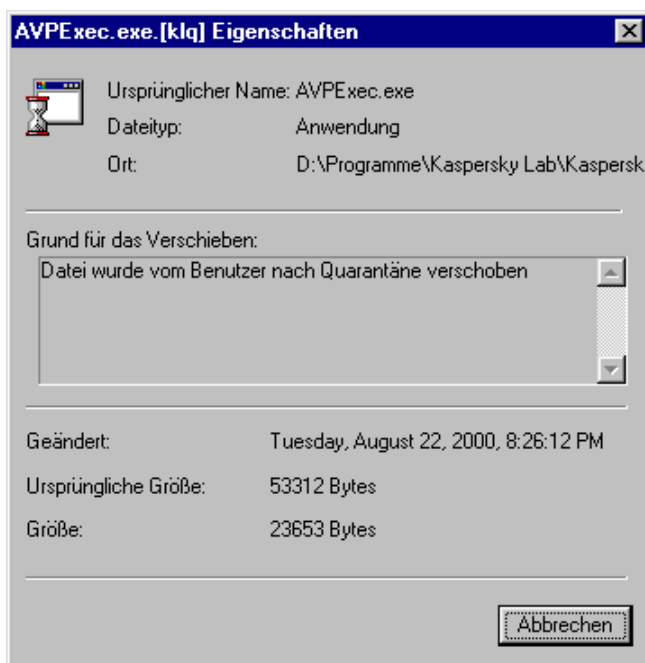 AVPExec.exe.[klq] Eigenschaften
Ursprünglicher Name: AVPExec.exe
Dateityp: Anwendung
Ort: D:\Programme\Kaspersky Lab\Kaspersk
Grund für das Verschieben:
Datei wurde vom Benutzer nach Quarantäne verschoben
Geändert: Tuesday, August 22, 2000, 8:26:12 PM
Ursprüngliche Größe: 53312 Bytes
Größe: 23653 Bytes
Abbrechen